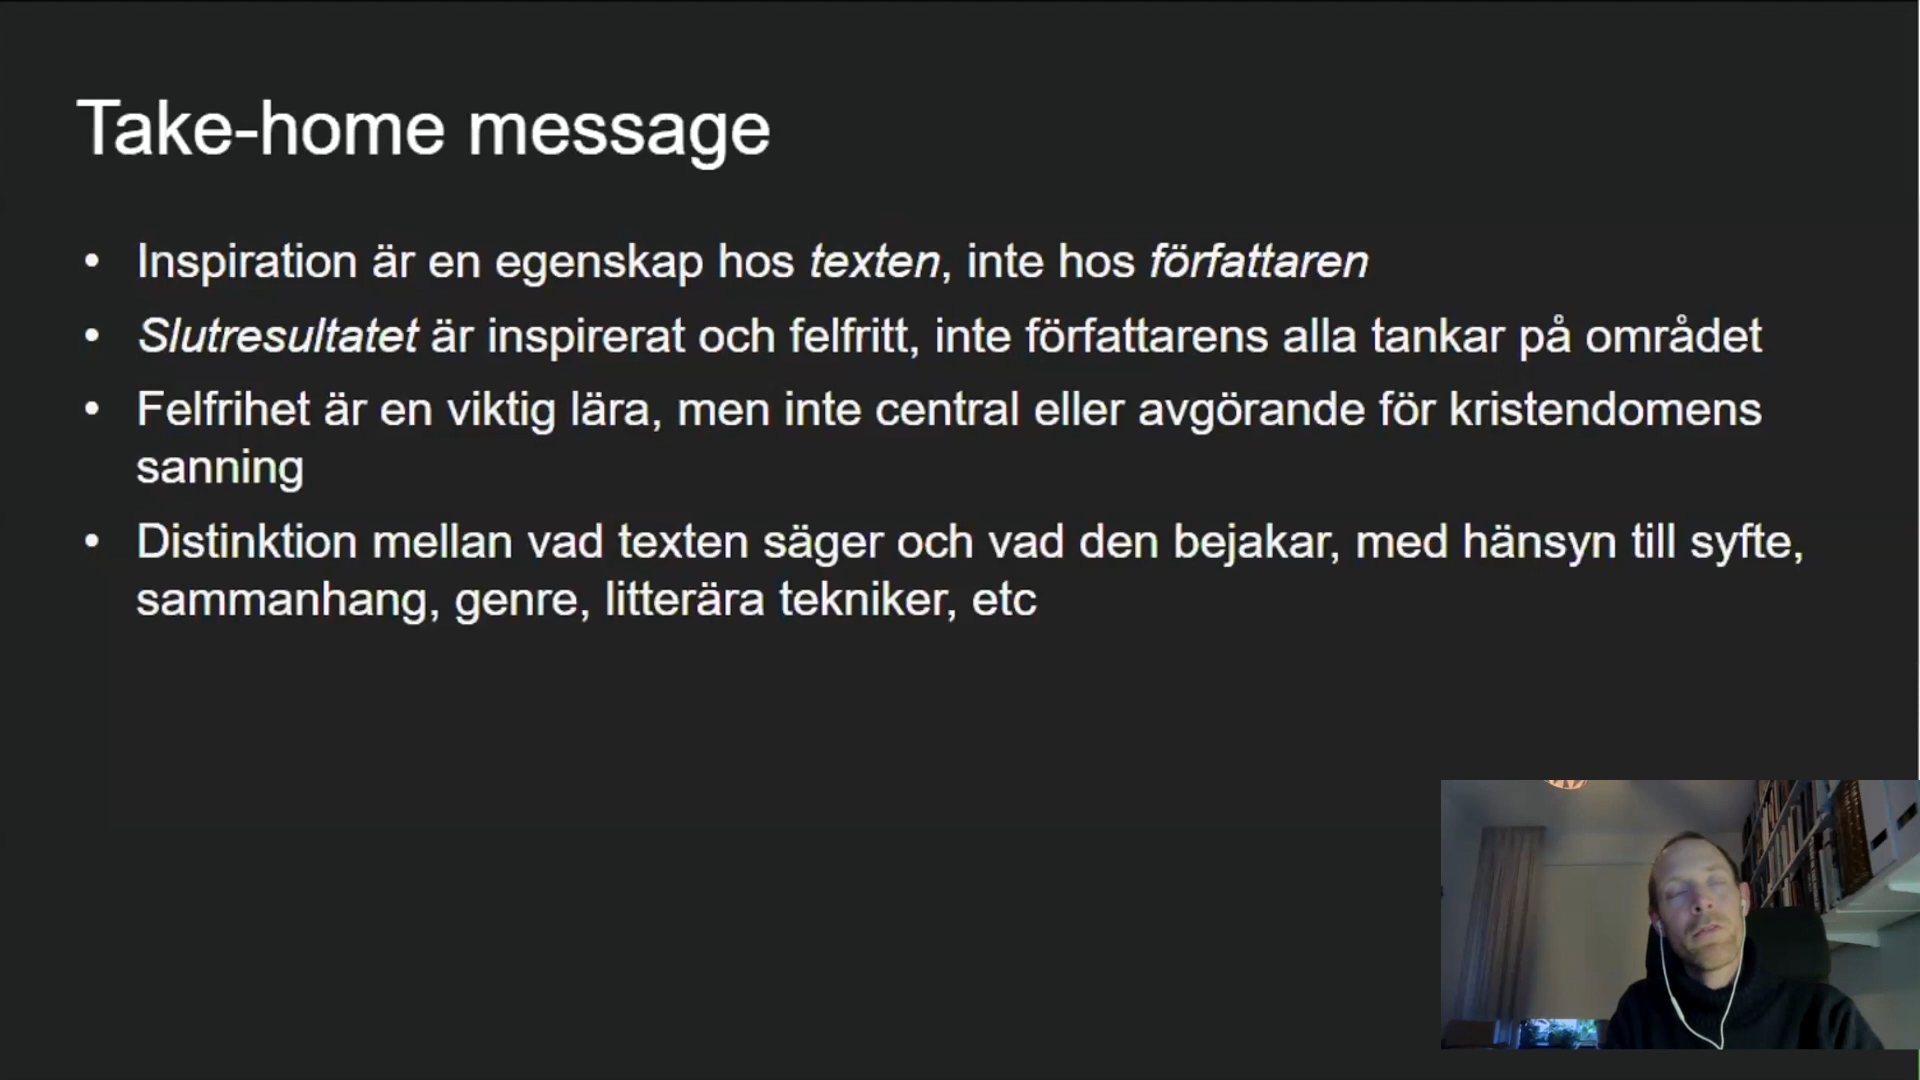 Take-home message
• Inspiration är en egenskap hos texten, inte hos författaren
• Slutresultatet är inspirerat och felfritt, inte författarens alla tankar på området
• Felfrihet är en viktig lära, men inte central eller avgörande för kristendomens
sanning
• Distinktion mellan vad texten säger och vad den bejakar, med hänsyn till syfte,
sammanhang, genre, litterära tekniker, etc